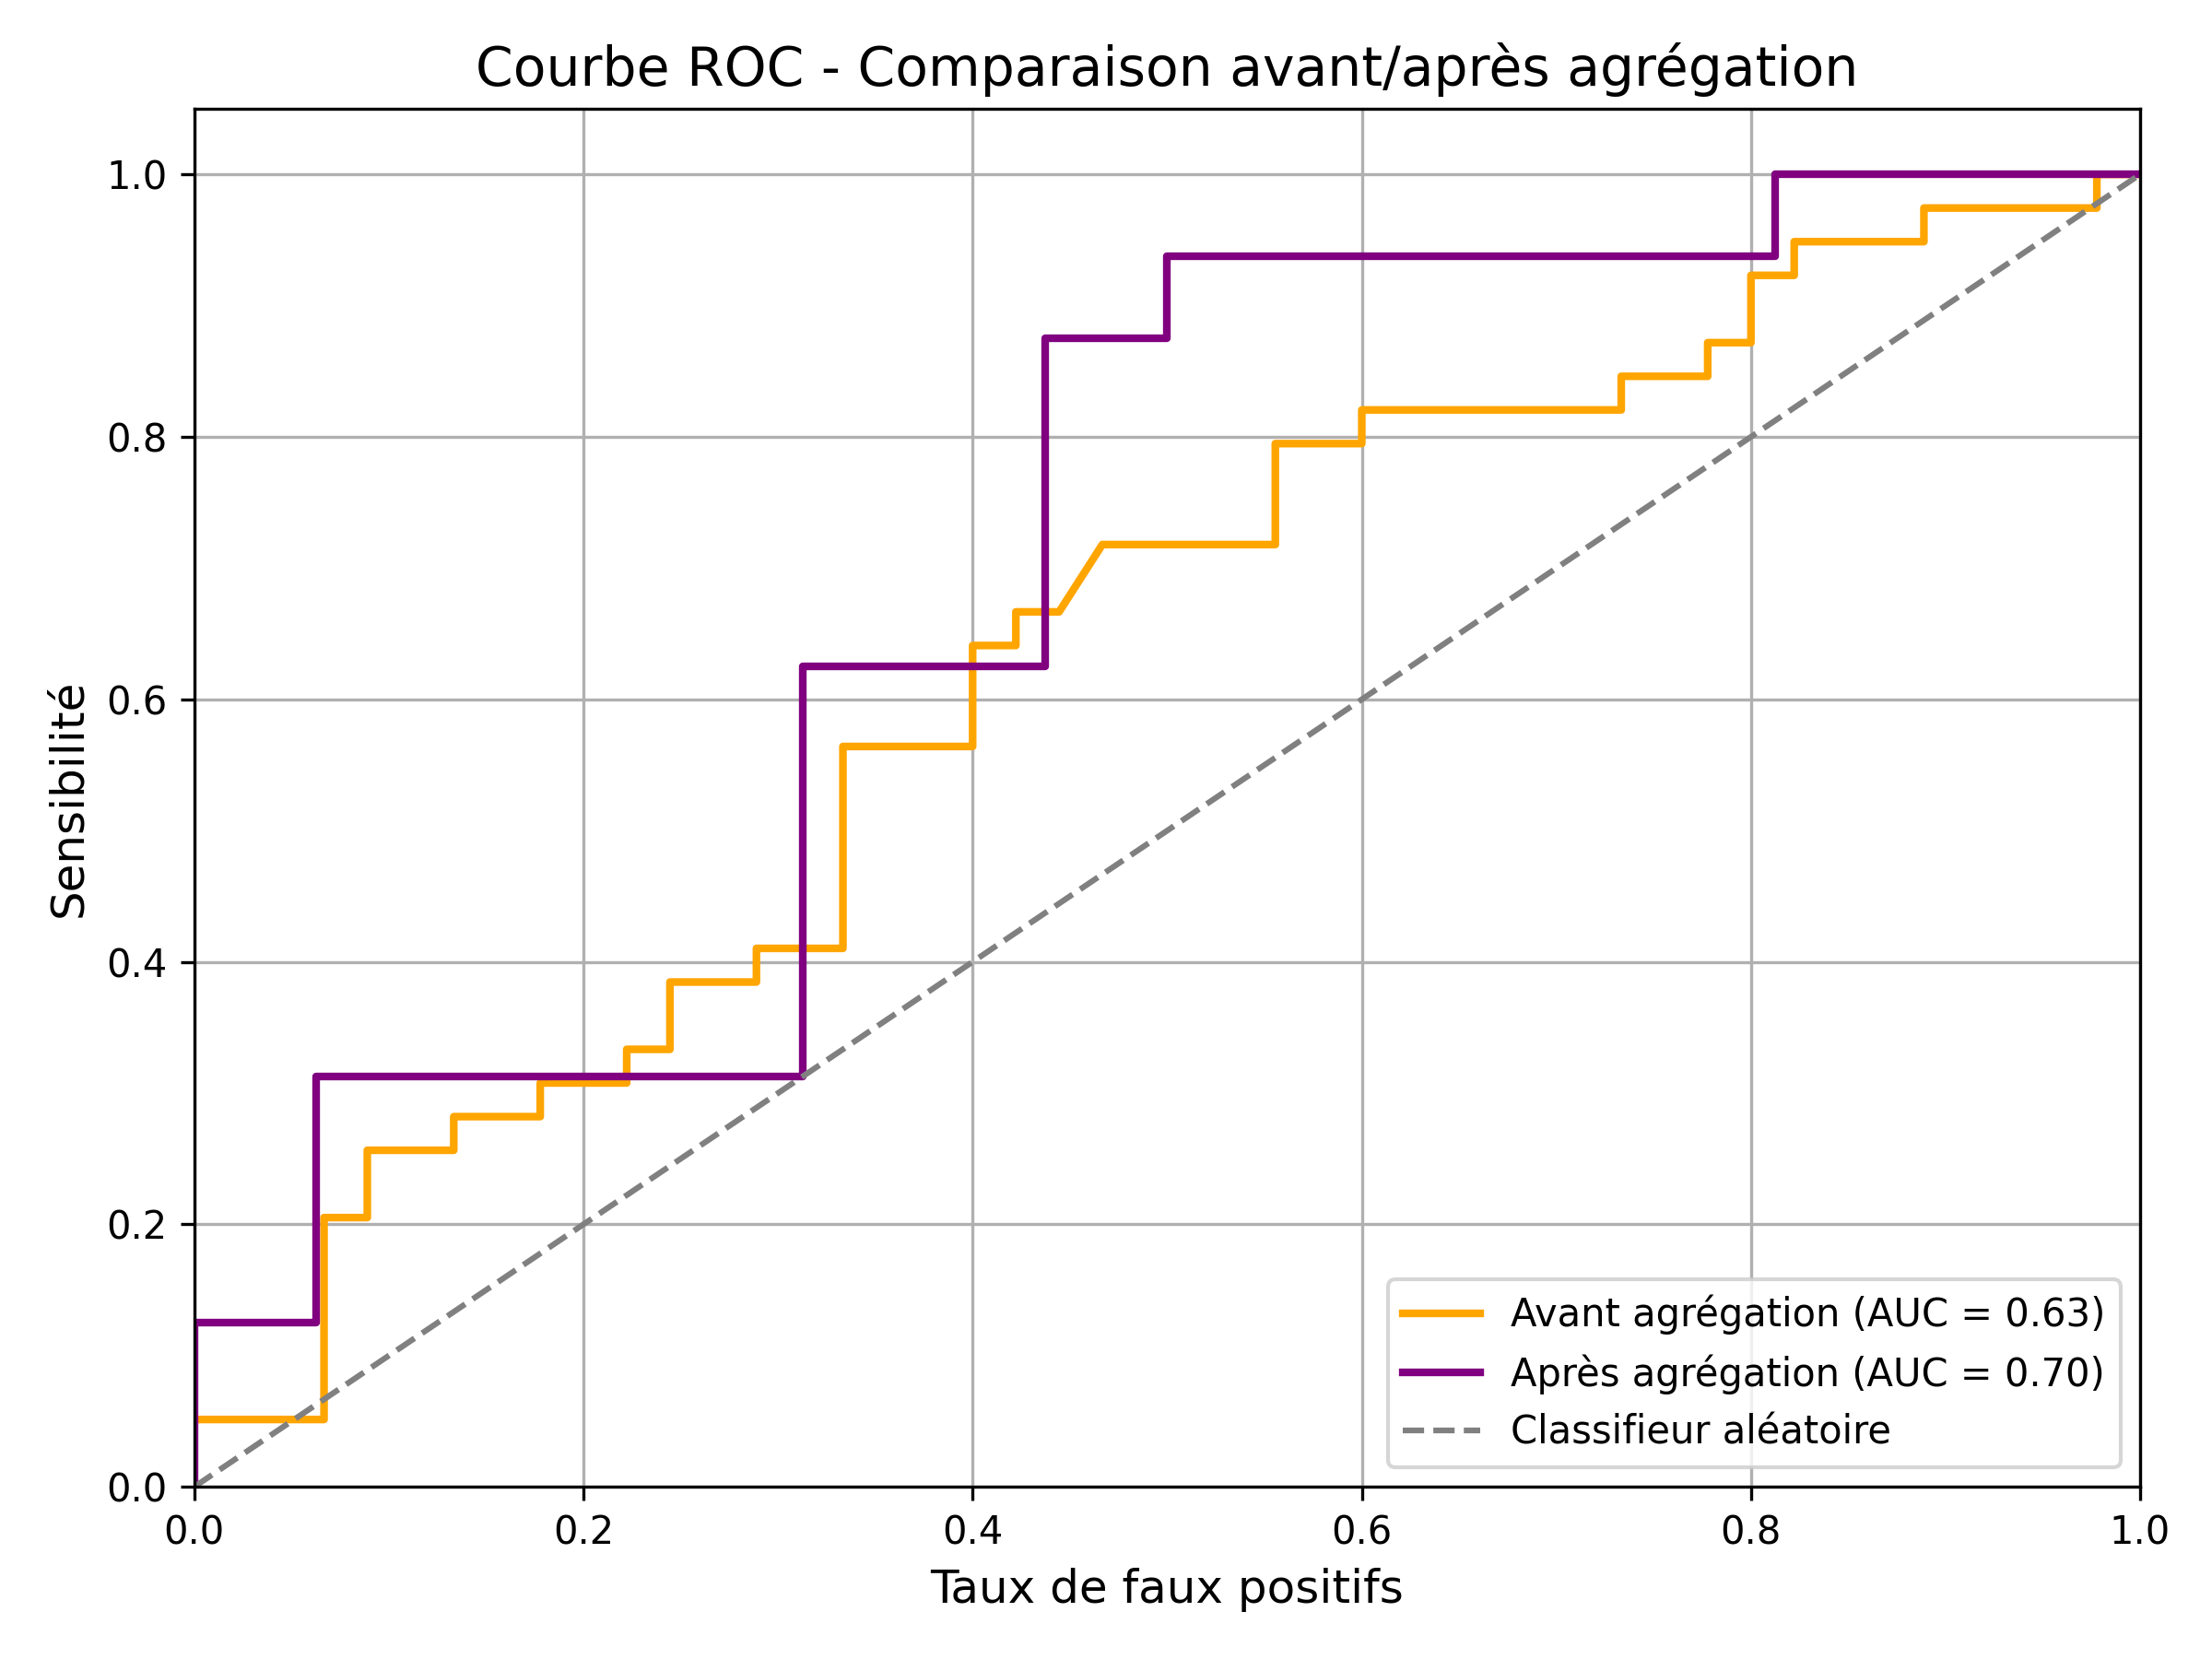 Courbe ROC - Comparaison avant/après agrégation
Sensibilité
1.0
0.8
0.6
0.4
0.2
0.0
0.0 0.2 0.4 0.6 0.8 1.0
Taux de faux positifs
Avant agrégation (AUC = 0.63)
Après agrégation (AUC = 0.70)
Classifieur aléatoire